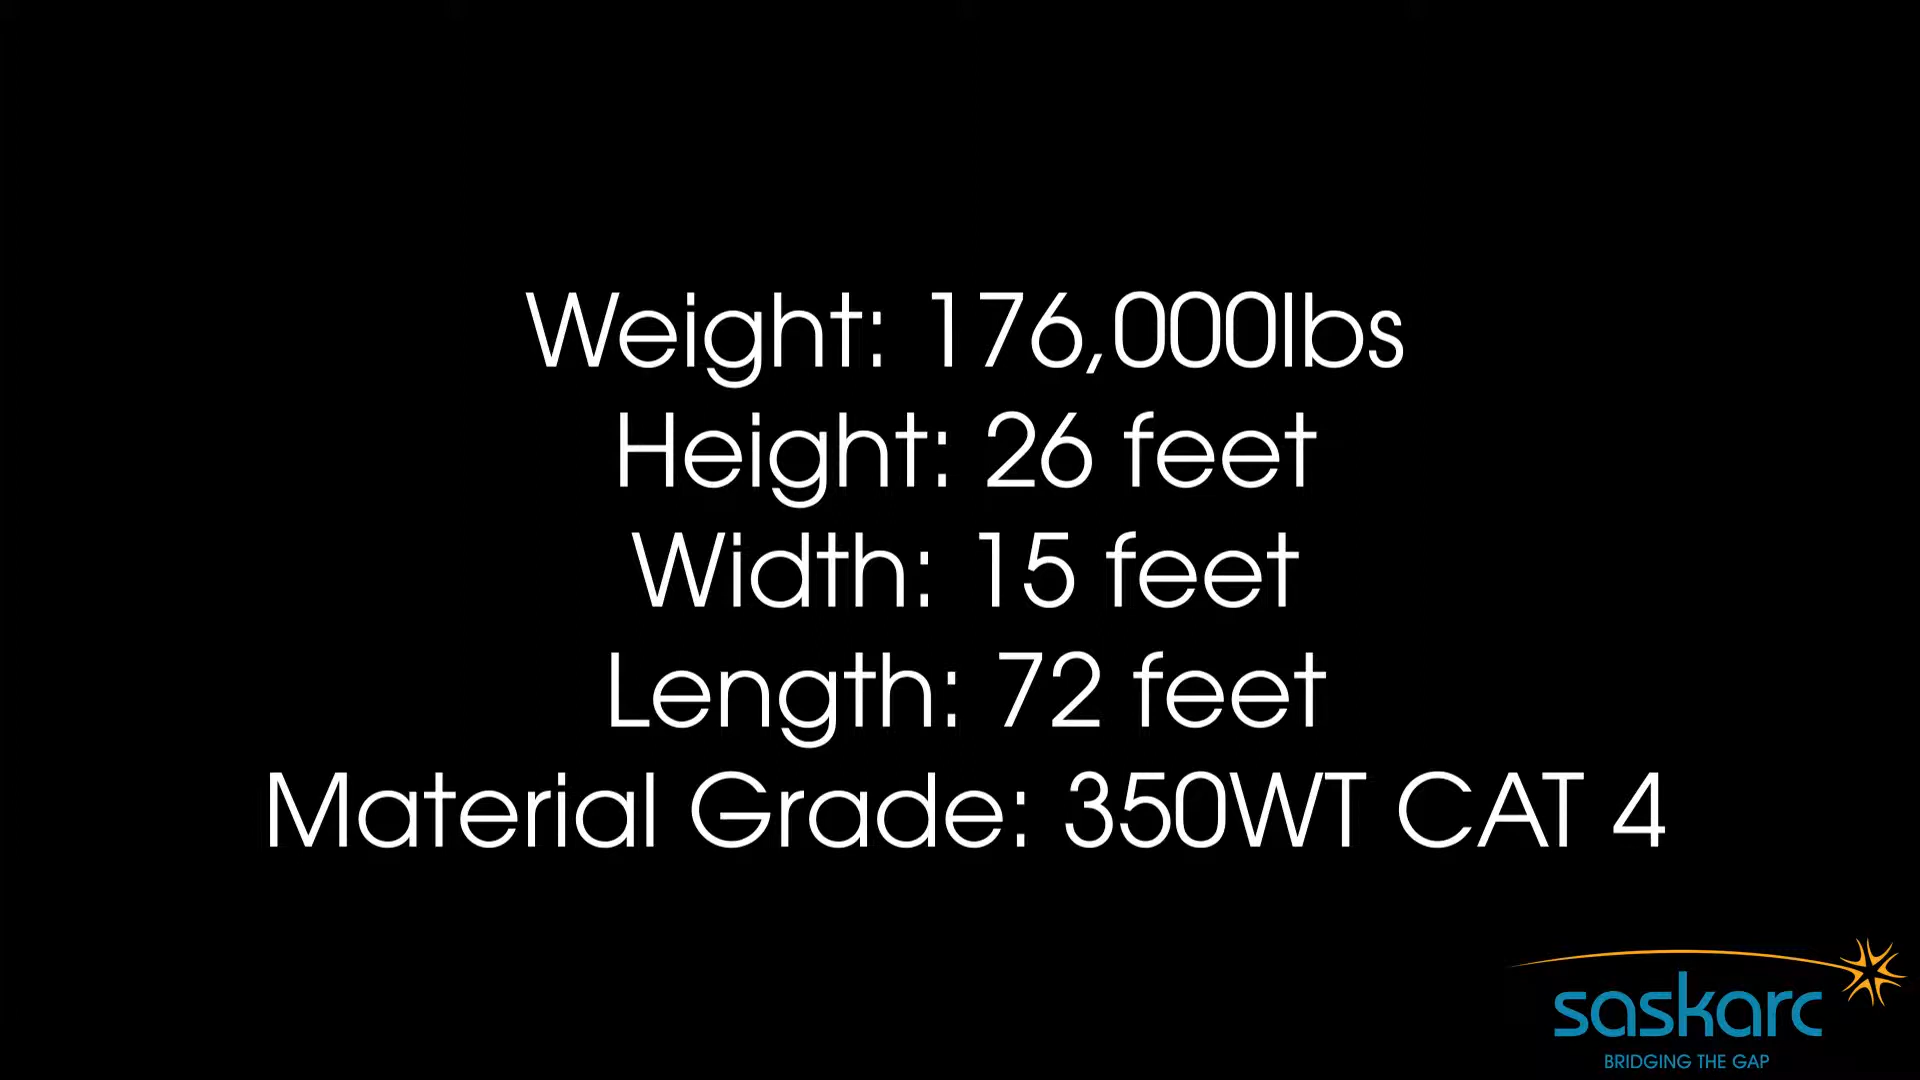 Weight: 176,000lbs
Height: 26 feet
Width: 15 feet
Length: 72 feet
Material Grade: 350WT CAT 4
saskarc
BRIDGING THE GAP